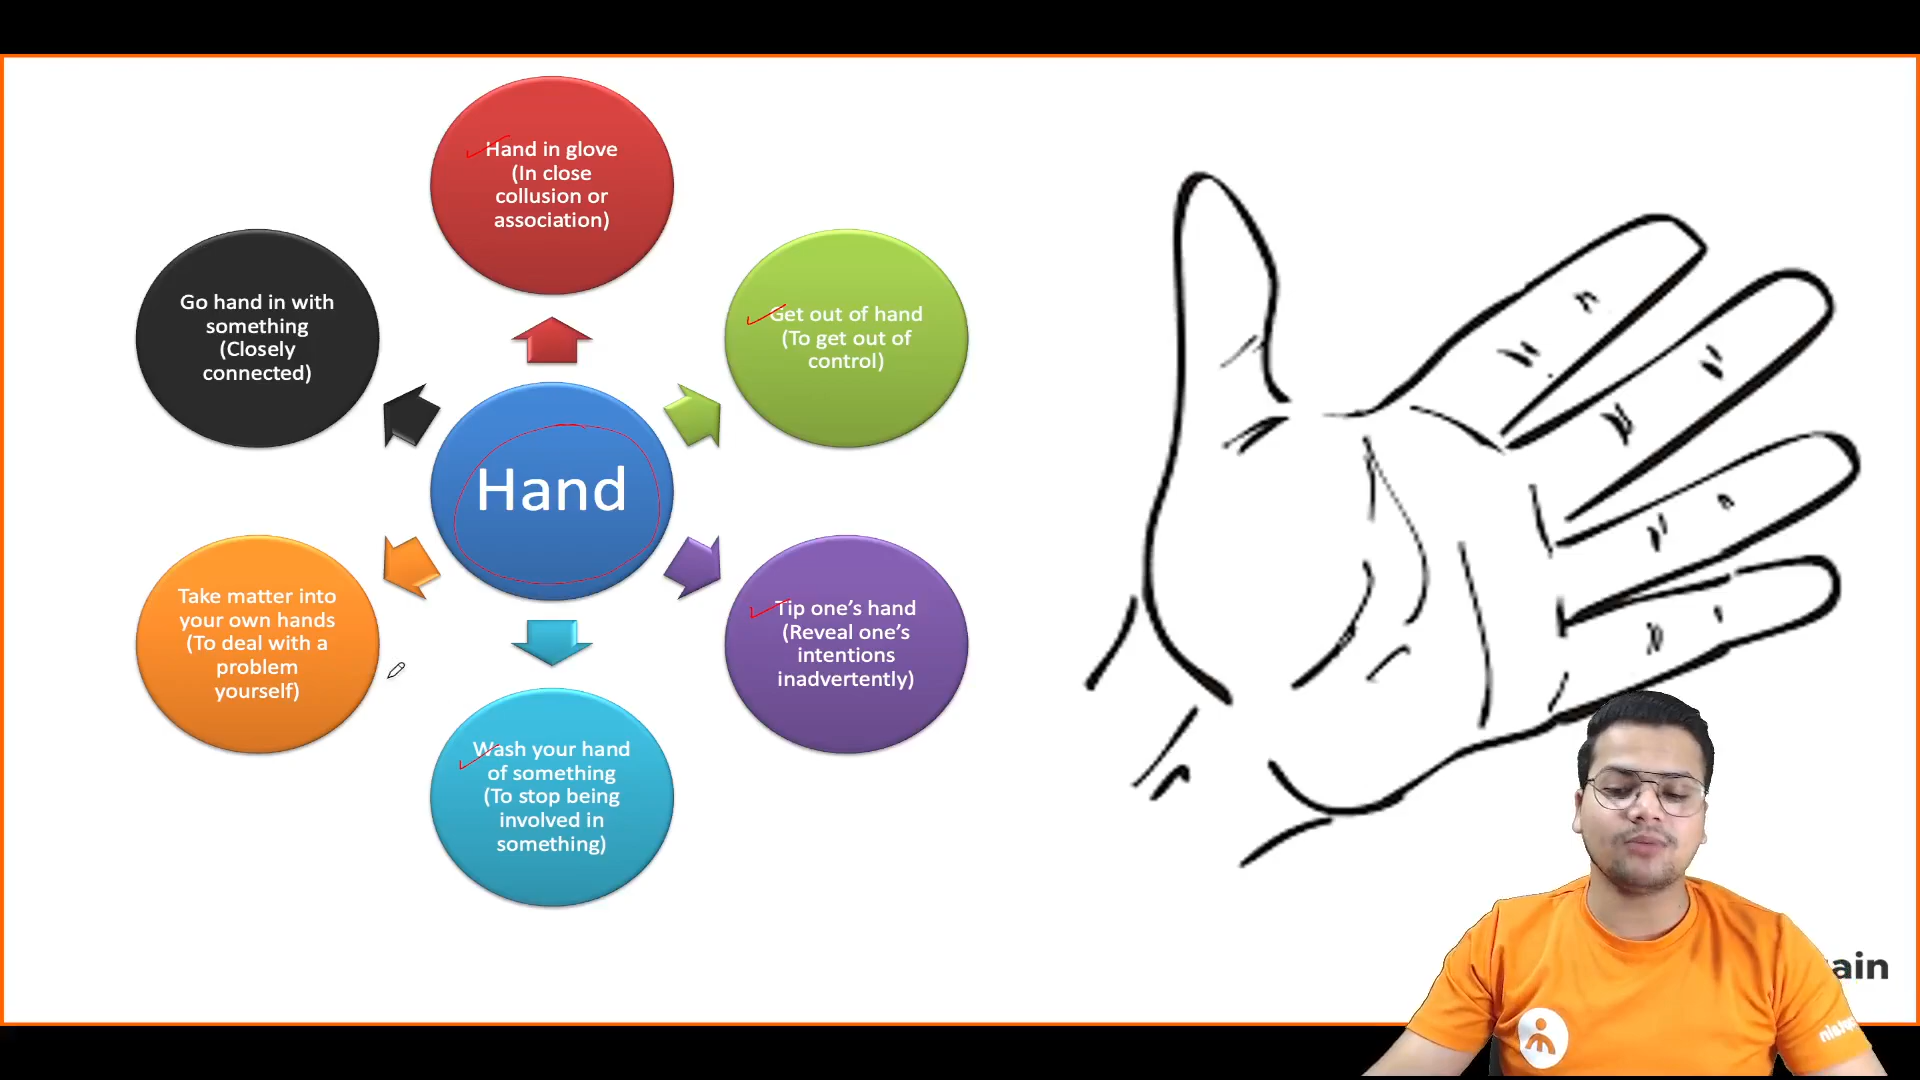 Hand in glove
(In close
collusion or
association)
Get out of hand
(To get out of
control)
Tip one’s hand
(Reveal one’s
intentions
inadvertently)
Wash your hand
of something
(To stop being
involved in
something)
Take matter into
your own hands
(To deal with a
problem
yourself)
Go hand in with
something
(Closely
connected)
Hand
ain